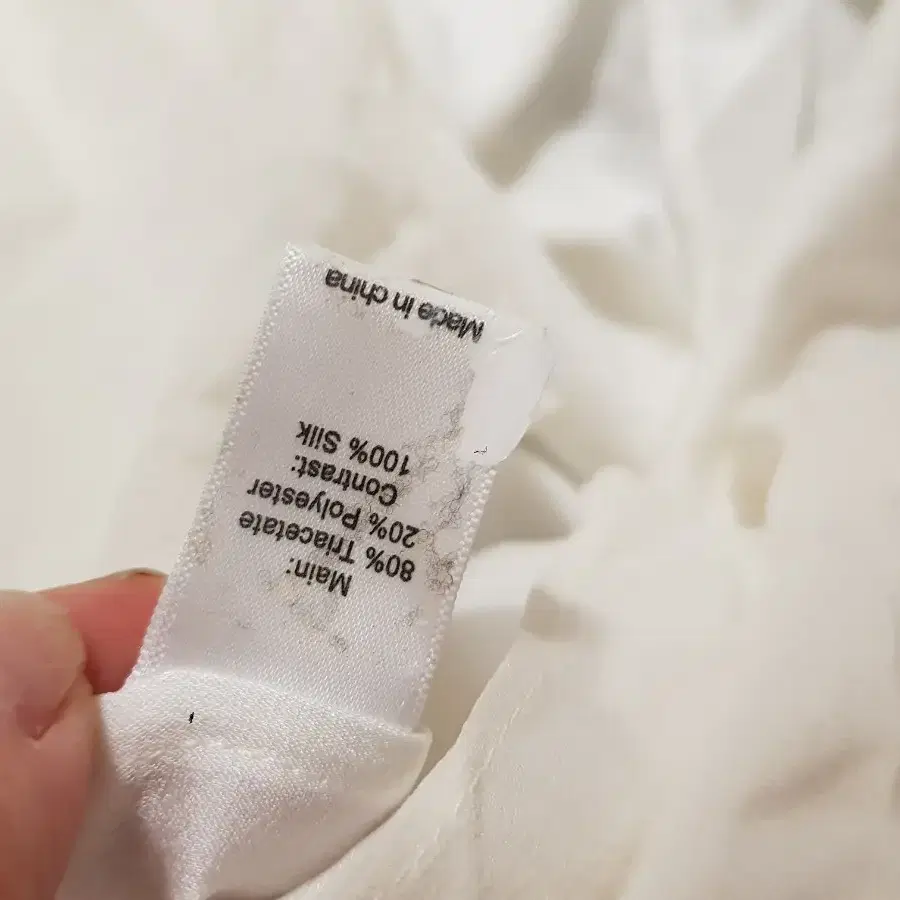 Main:
80% Triacetate
20% Polyester
Contrast:
100% Silk
Made in china